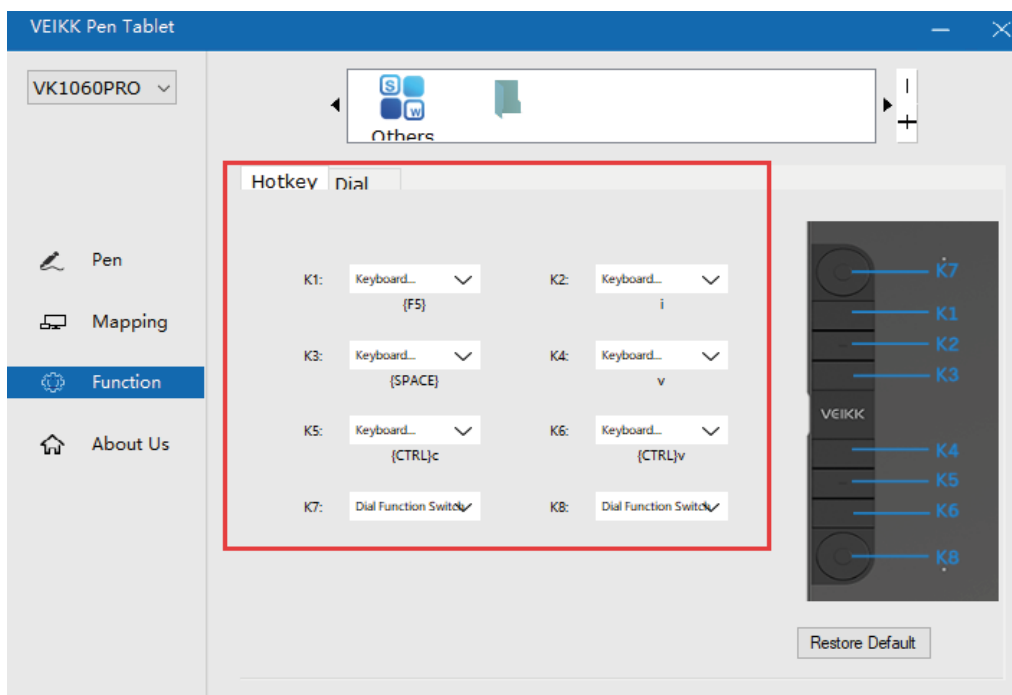 VEIKK Pen Tablet
VK1060PRO
Others
Hotkey Dial
Pen
Mapping
Function
About Us
K1: Keyboard... K2: Keyboard...
{F5} i
K3: Keyboard... K4: Keyboard...
{SPACE} v
K5: Keyboard... K6: Keyboard...
{CTRL}c {CTRL}v
K7: Dial Function Switch K8: Dial Function Switch
K7
K1
K2
K3
VEIKK
K4
K5
K6
K8
Restore Default